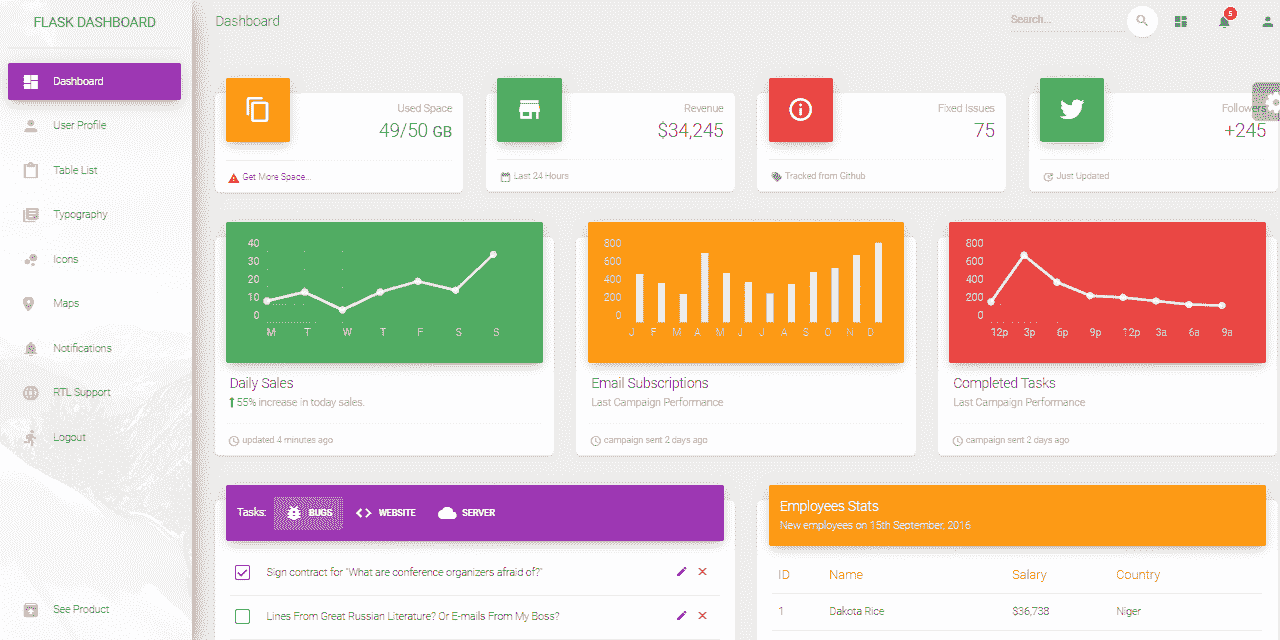 FLASK DASHBOARD
Dashboard
User Profile
Table List
Typography
Icons
Maps
Notifications
RTL Support
Logout
See Product
Dashboard
Search...
5
Used Space
49/50 GB
Get More Space...
Revenue
$34,245
Last 24 Hours
Fixed Issues
75
Tracked from Github
Followers
+245
Just Updated
40
30
20
10
0
M T W T F S S
Daily Sales
55% increase in today sales.
updated 4 minutes ago
800
600
400
200
0
J F M A M J J A S O N D
Email Subscriptions
Last Campaign Performance
campaign sent 2 days ago
800
600
400
200
0
12p 3p 6p 9p 12p 3a 6a 9a
Completed Tasks
Last Campaign Performance
campaign sent 2 days ago
Tasks: BUGS WEBSITE SERVER
Sign contract for "What are conference organizers afraid of?"
Lines From Great Russian Literature? Or E-mails From My Boss?
Employees Stats
New employees on 15th September, 2016
ID Name Salary Country
1 Dakota Rice $36,738 Niger